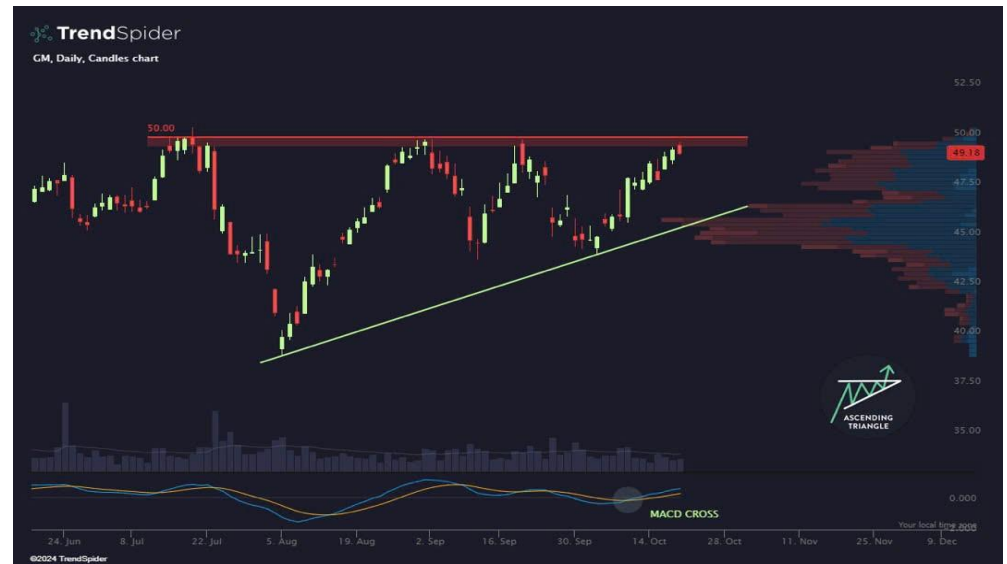 TrendSpider
GM, Daily, Candles chart
52.50
50.00
50.00
49.18
47.50
45.00
42.50
40.00
37.50
ASCENDING
TRIANGLE
35.00
0.000
MACD CROSS
Your local time zone
-2.000
24. Jun 8. Jul 22. Jul 5. Aug 19. Aug 2. Sep 16. Sep 30. Sep 14. Oct 28. Oct 11. Nov 25. Nov 9. Dec
©2024 TrendSpider